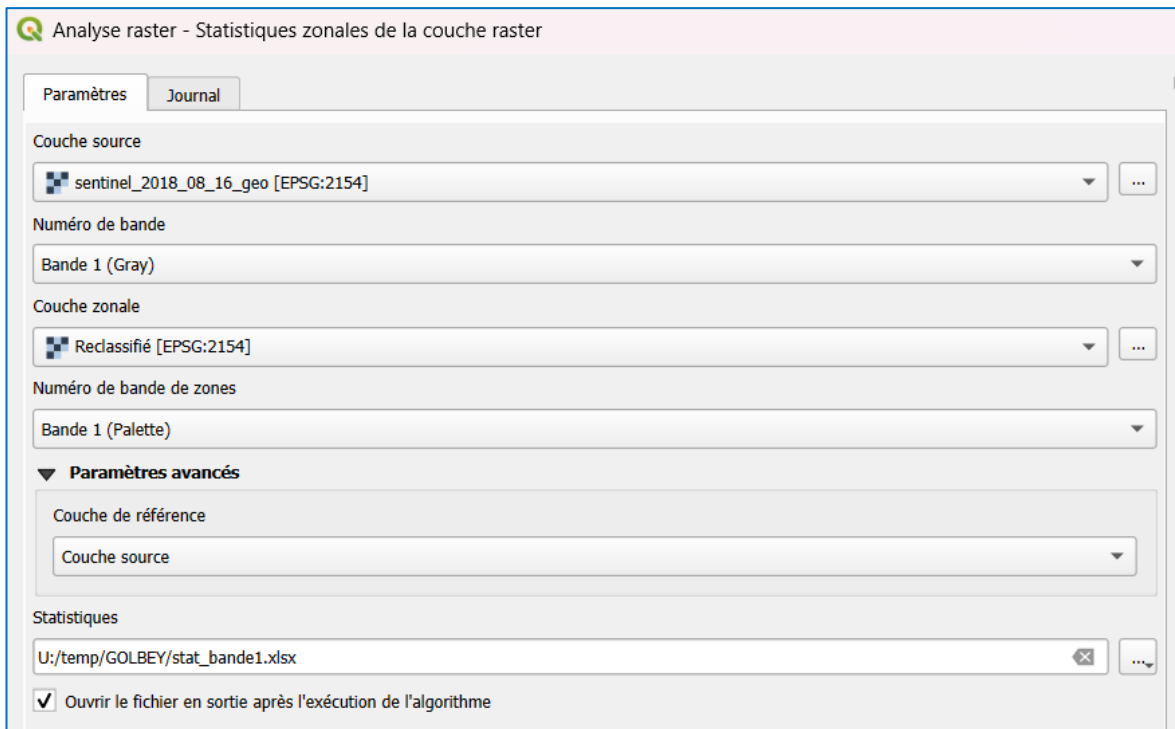 Analyse raster - Statistiques zonales de la couche raster
Paramètres Journal
Couche source
sentinel_2018_08_16_geo [EPSG:2154]
...
Numéro de bande
Bande 1 (Gray)
Couche zonale
Reclassifié [EPSG:2154]
...
Numéro de bande de zones
Bande 1 (Palette)
Paramètres avancés
Couche de référence
Couche source
Statistiques
U:/temp/GOLBEY/stat_bande1.xlsx
...
Ouvrir le fichier en sortie après l'exécution de l'algorithme